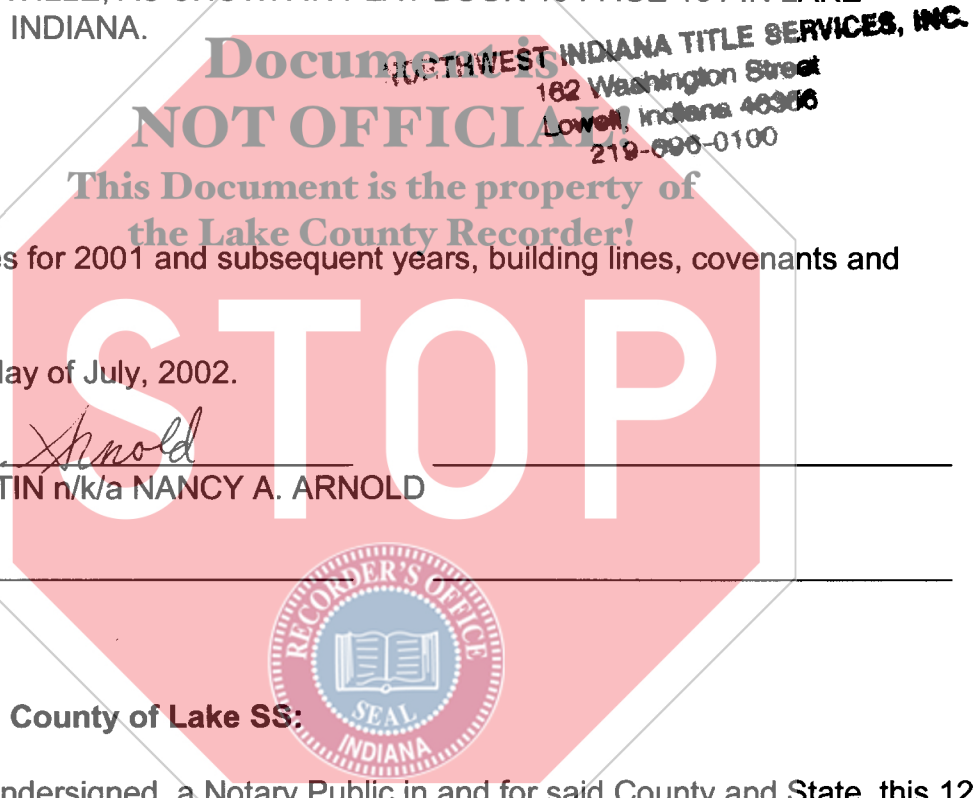 INDIANA.
NORTHWEST INDIANA TITLE SERVICES, INC.
162 Washington Street
Lowell, Indiana 46356
219-696-0100
Document is
NOT OFFICIAL!
This Document is the property of
the Lake County Recorder!
es for 2001 and subsequent years, building lines, covenants and
STOP
day of July, 2002.
Arnold
TIN n/k/a NANCY A. ARNOLD
RECORDER'S OFFICE
SEAL
INDIANA
County of Lake SS:
ndersigned, a Notary Public in and for said County and State, this 12